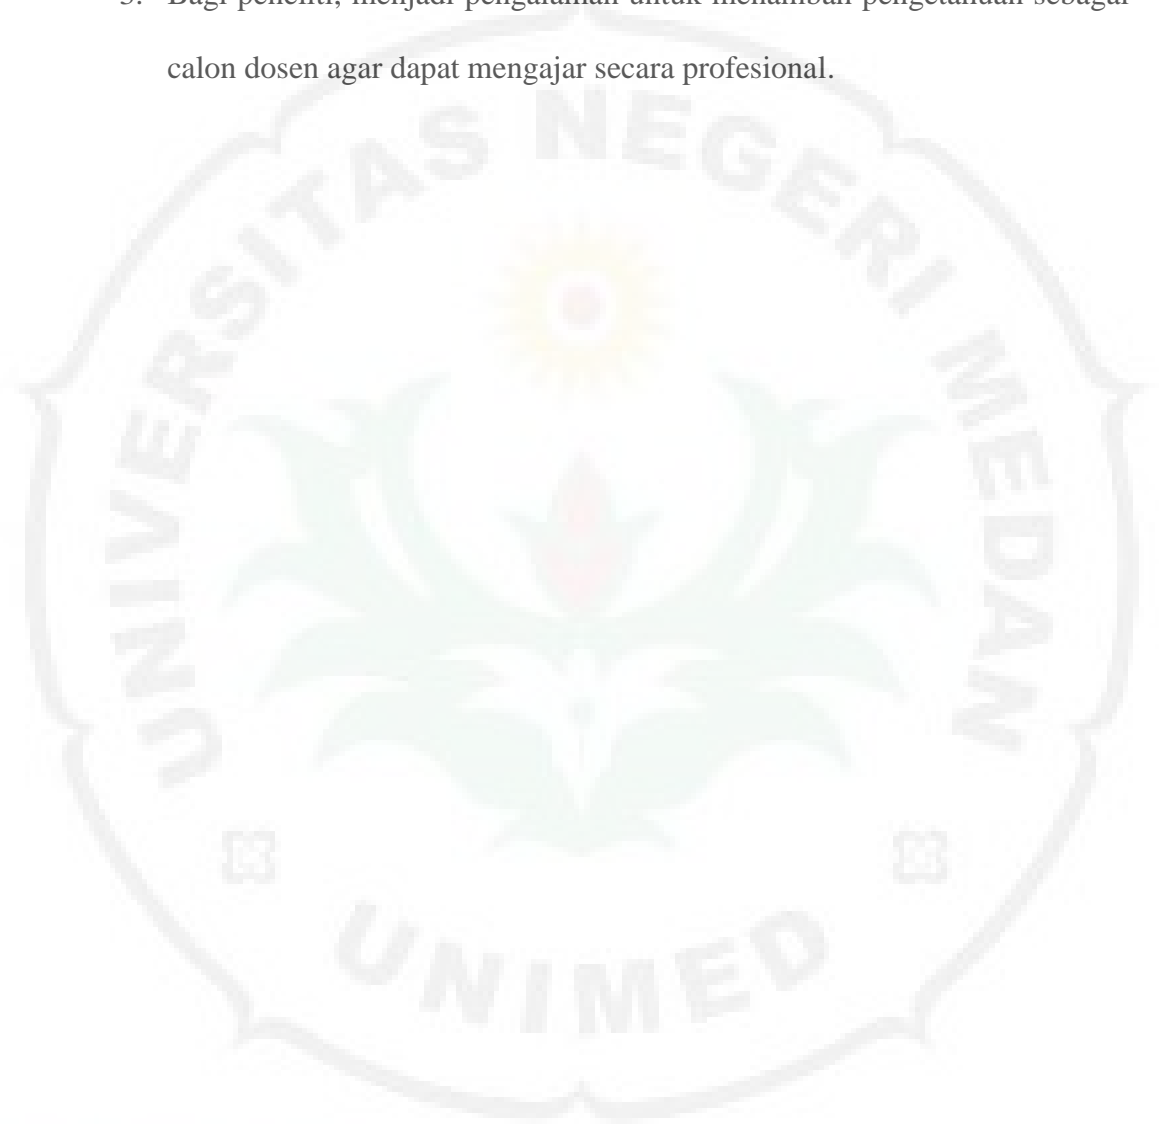 3. Bagi peneliti, menjadi pengalaman untuk menambah pengetahuan sebagai
calon dosen agar dapat mengajar secara profesional.
UNIVERSITAS NEGERI MEDAN
UNIMED